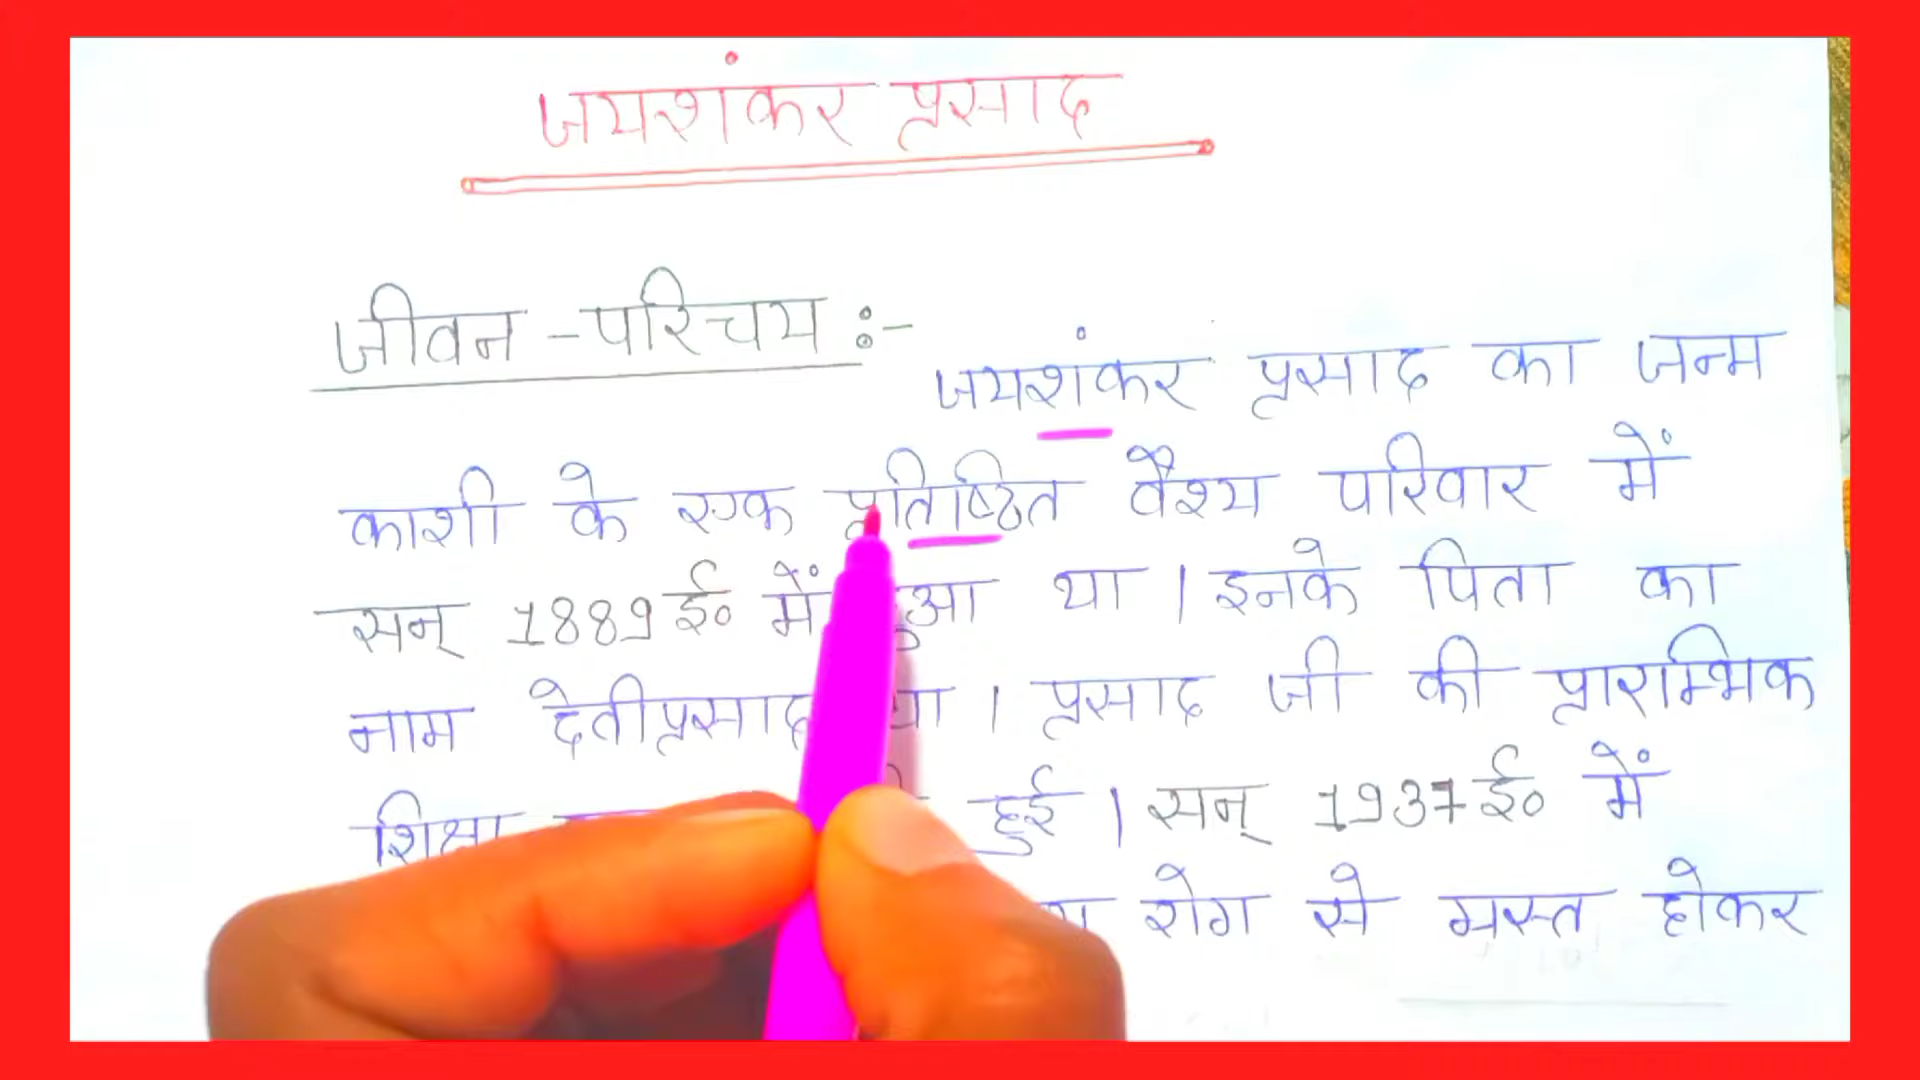 जयशंकर प्रसाद
जीवन -परिचय :-
जयशंकर प्रसाद का जन्म
काशी के एक प्रतिष्ठित वैश्य परिवार में
सन् 1889 ई० में हुआ था । इनके पिता का
नाम देतीप्रसाद था । प्रसाद जी की प्रारम्भिक
शिक्षा हुई । सन् 1937 ई० में
रोग से ग्रस्त होकर